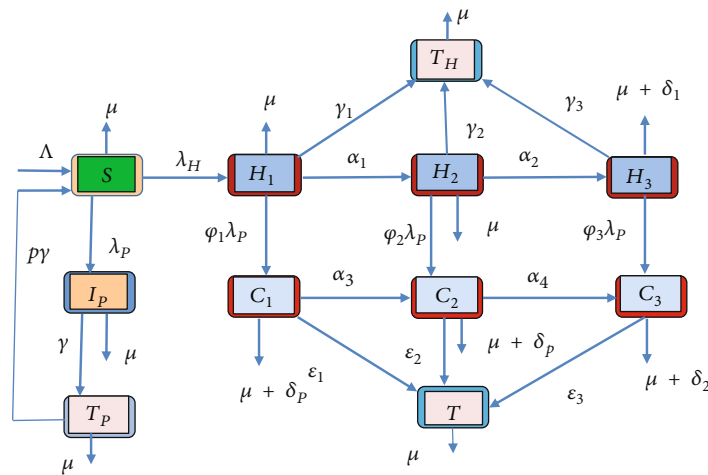 μ
T_H
μ
μ
γ₁
γ₂
γ₃
μ + δ₁
Λ
S
λ_H
H₁
α₁
H₂
α₂
H₃
pγ
λ_P
φ₁λ_P
φ₂λ_P
μ
φ₃λ_P
I_P
C₁
α₃
C₂
α₄
C₃
γ
μ
μ + δ_P
ε₁
ε₂
μ + δ_p
ε₃
μ + δ₂
T_P
T
μ
μ